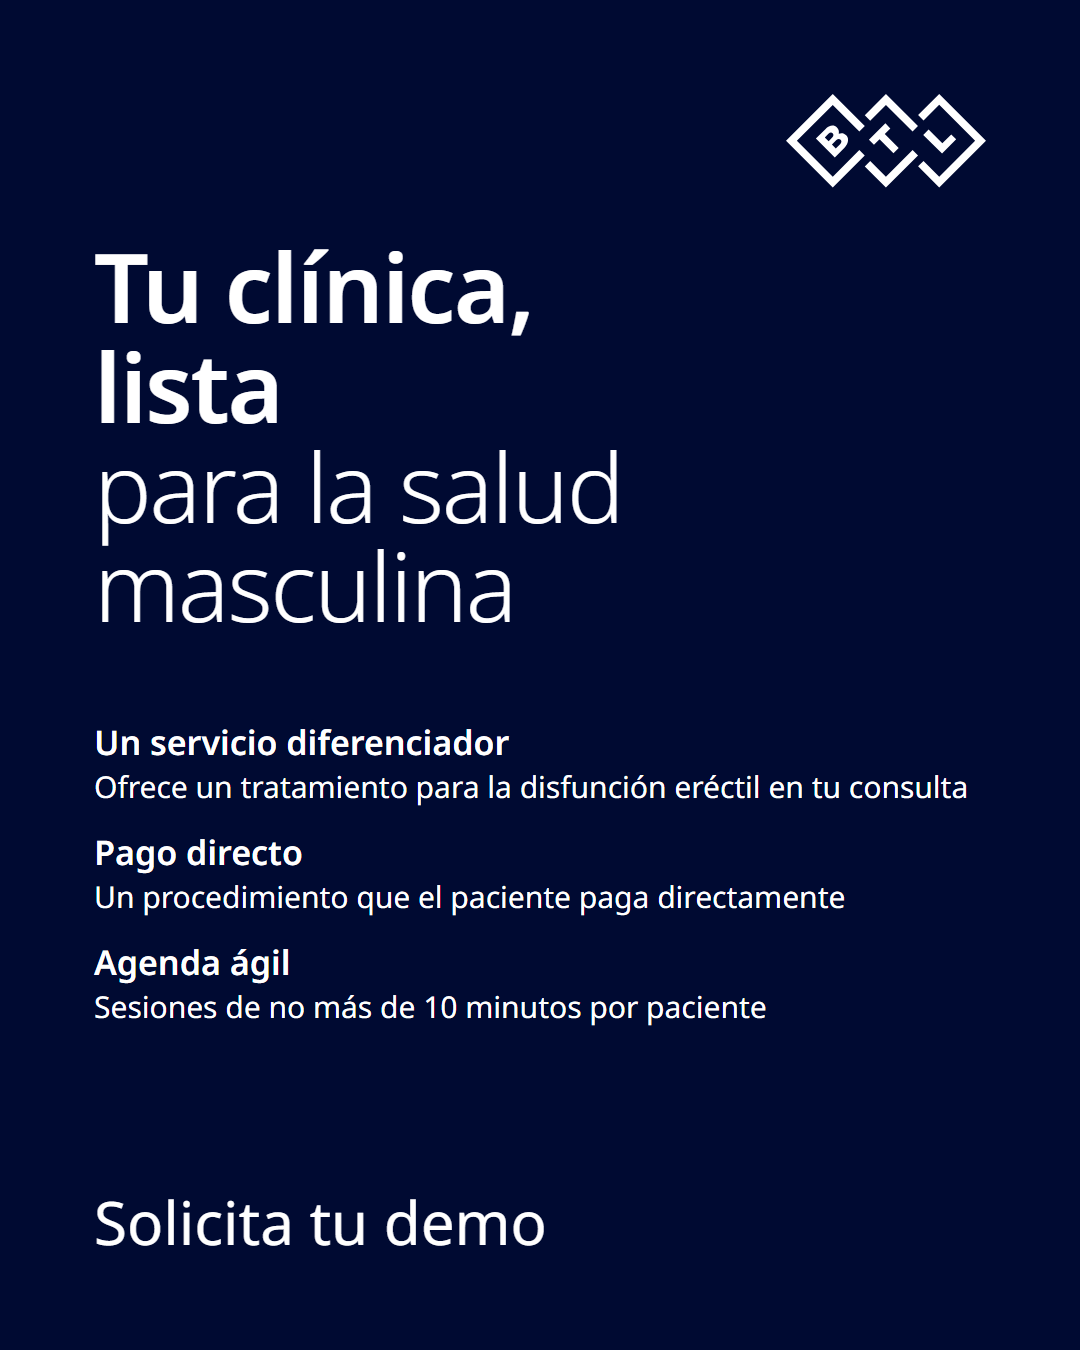 BTL
Tu clínica,
lista
para la salud
masculina
Un servicio diferenciador
Ofrece un tratamiento para la disfunción eréctil en tu consulta
Pago directo
Un procedimiento que el paciente paga directamente
Agenda ágil
Sesiones de no más de 10 minutos por paciente
Solicita tu demo